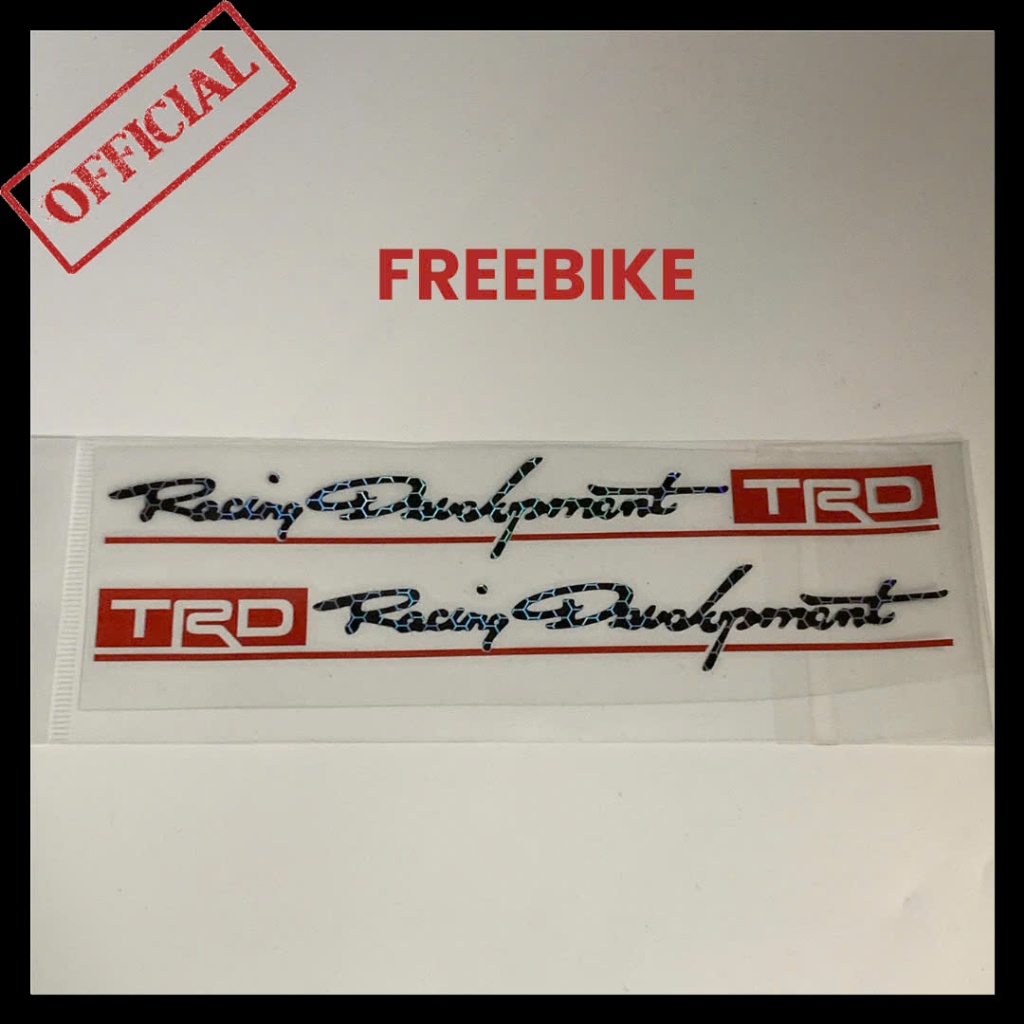 OFFICIAL
FREEBIKE
Racing Development TRD
TRD Racing Development